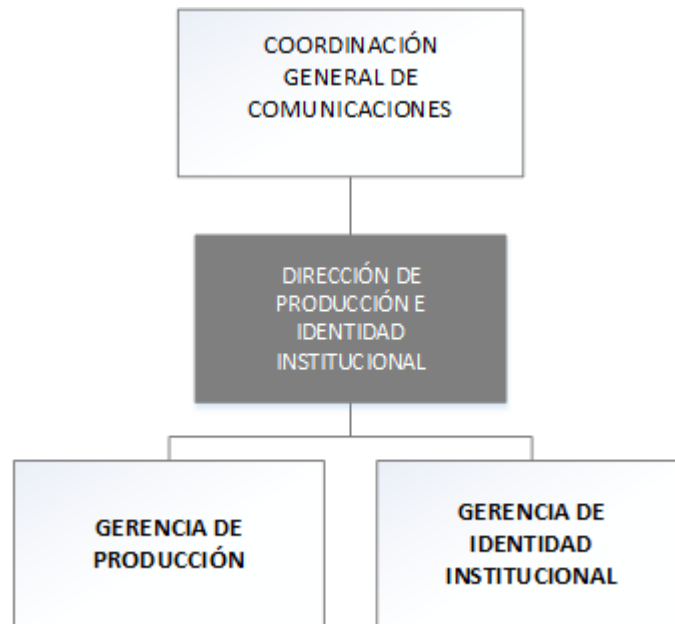 COORDINACIÓN
GENERAL DE
COMUNICACIONES
DIRECCIÓN DE
PRODUCCIÓN E
IDENTIDAD
INSTITUCIONAL
GERENCIA DE
PRODUCCIÓN
GERENCIA DE
IDENTIDAD
INSTITUCIONAL